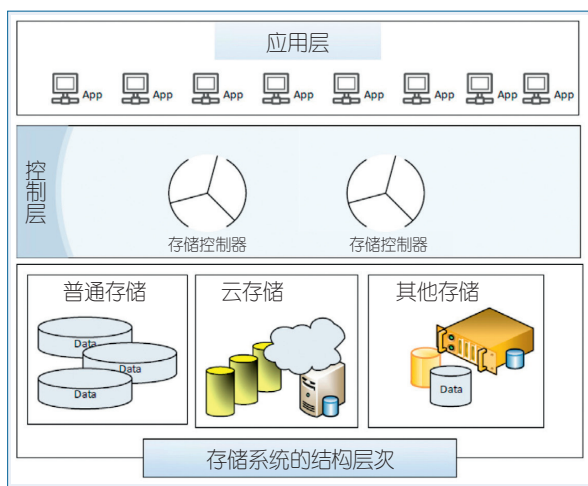 应用层
App App App App App App App App
控制层
存储控制器 存储控制器
普通存储 云存储 其他存储
Data
Data
Data
Data
存储系统的结构层次